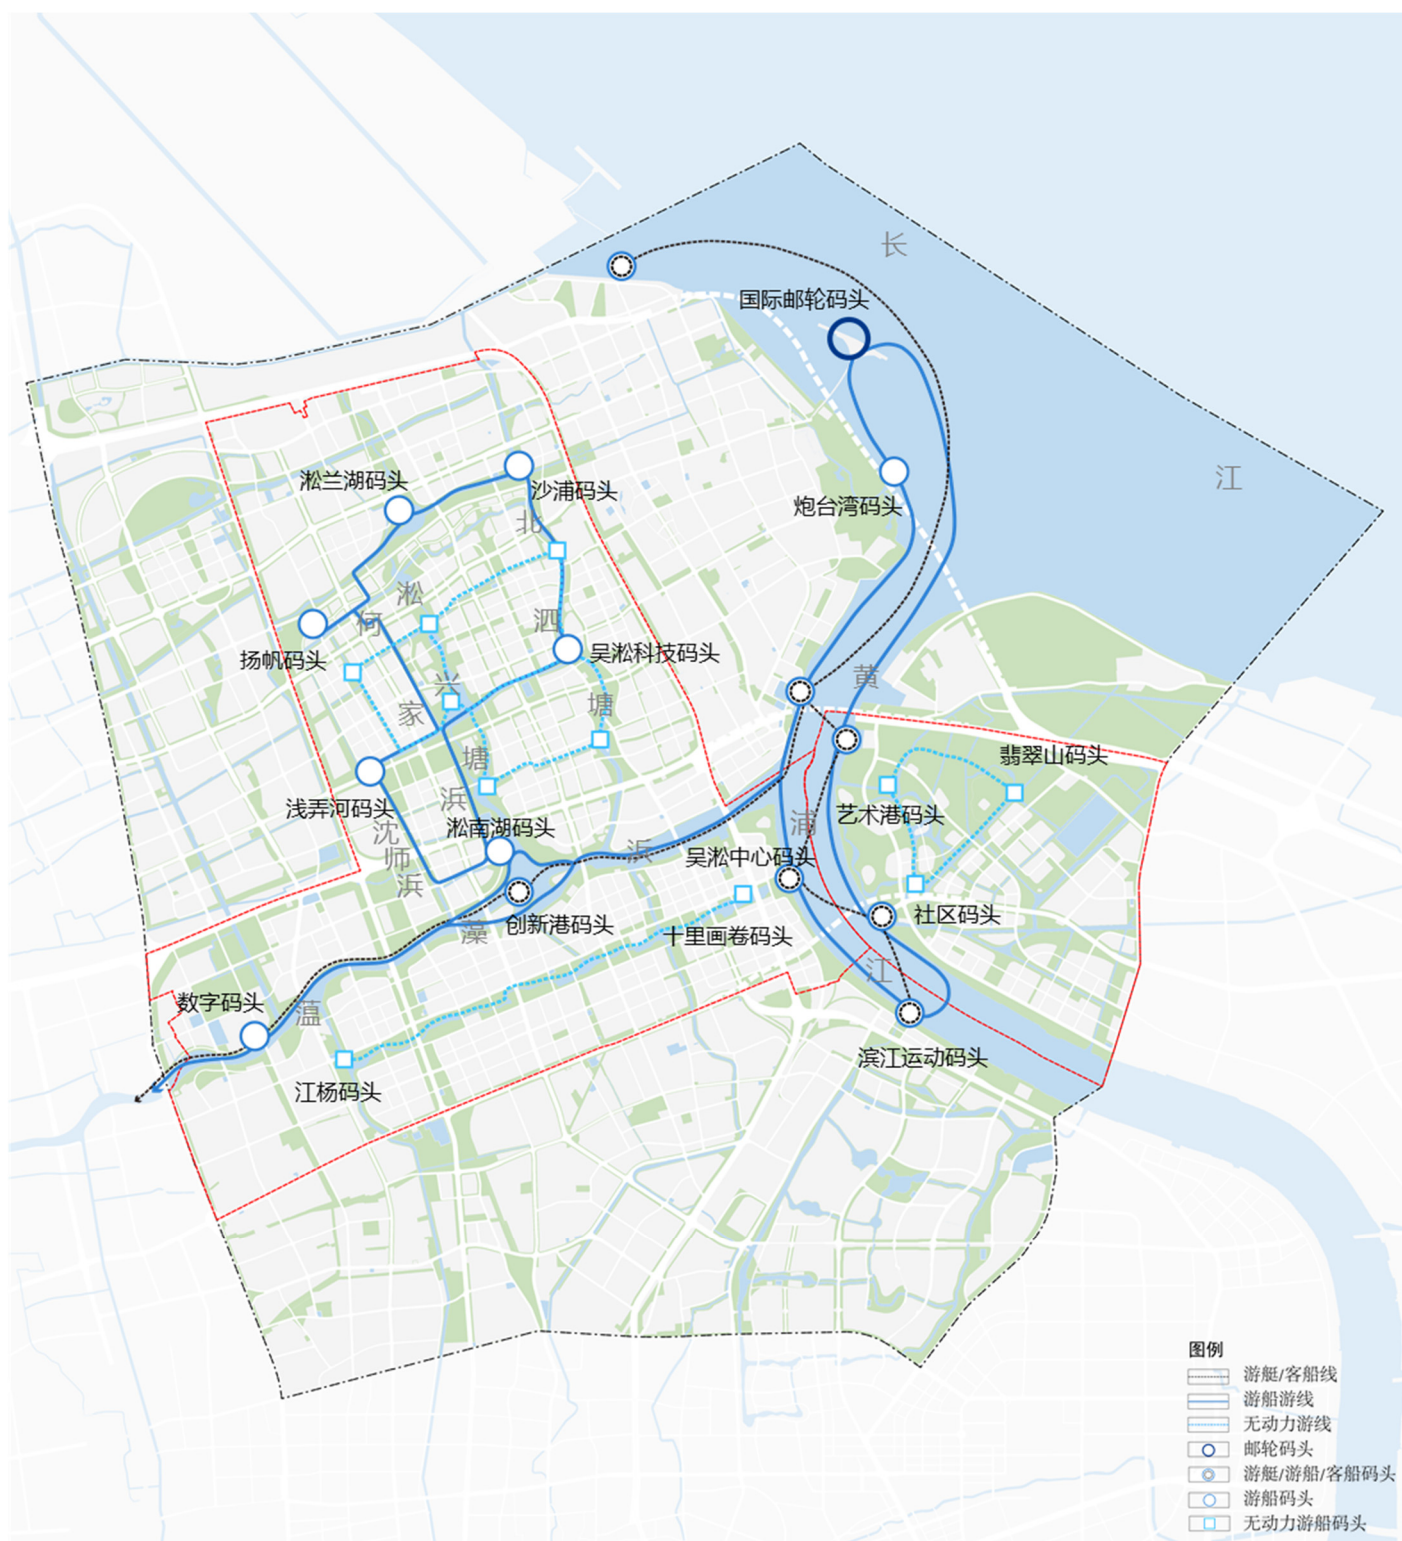 长
国际邮轮码头
江
淞兰湖码头
沙浦码头
炮台湾码头
北
淞
何
泗
扬帆码头
吴淞科技码头
黄
兴
家
塘
翡翠山码头
塘
浅弄河码头
浜
艺术港码头
沈
师
浜
淞南湖码头
浦
浜
吴淞中心码头
藻
创新港码头
十里画卷码头
社区码头
江
数字码头
蕰
滨江运动码头
江杨码头
图例
游艇/客船线
游船游线
无动力游线
邮轮码头
游艇/游船/客船码头
游船码头
无动力游船码头